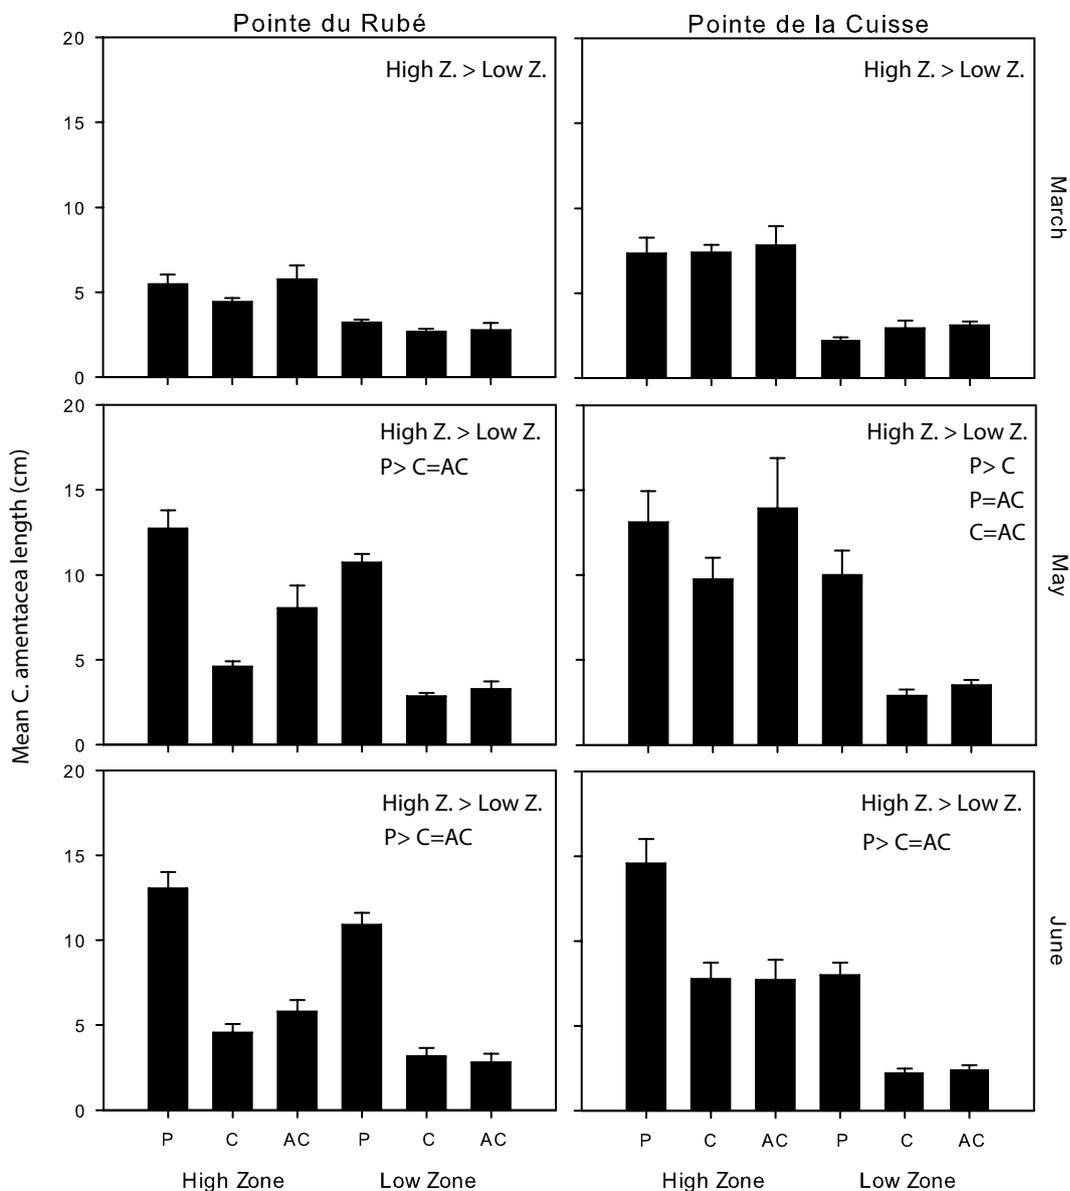 Pointe du Rubé
Pointe de la Cuisse
20
15
10
5
0
High Z. > Low Z.
High Z. > Low Z.
March
20
15
10
5
0
High Z. > Low Z.
P> C=AC
High Z. > Low Z.
P> C
P=AC
C=AC
May
Mean C. amentacea length (cm)
20
15
10
5
0
High Z. > Low Z.
P> C=AC
High Z. > Low Z.
P> C=AC
June
P C AC P C AC
P C AC P C AC
High Zone Low Zone
High Zone Low Zone